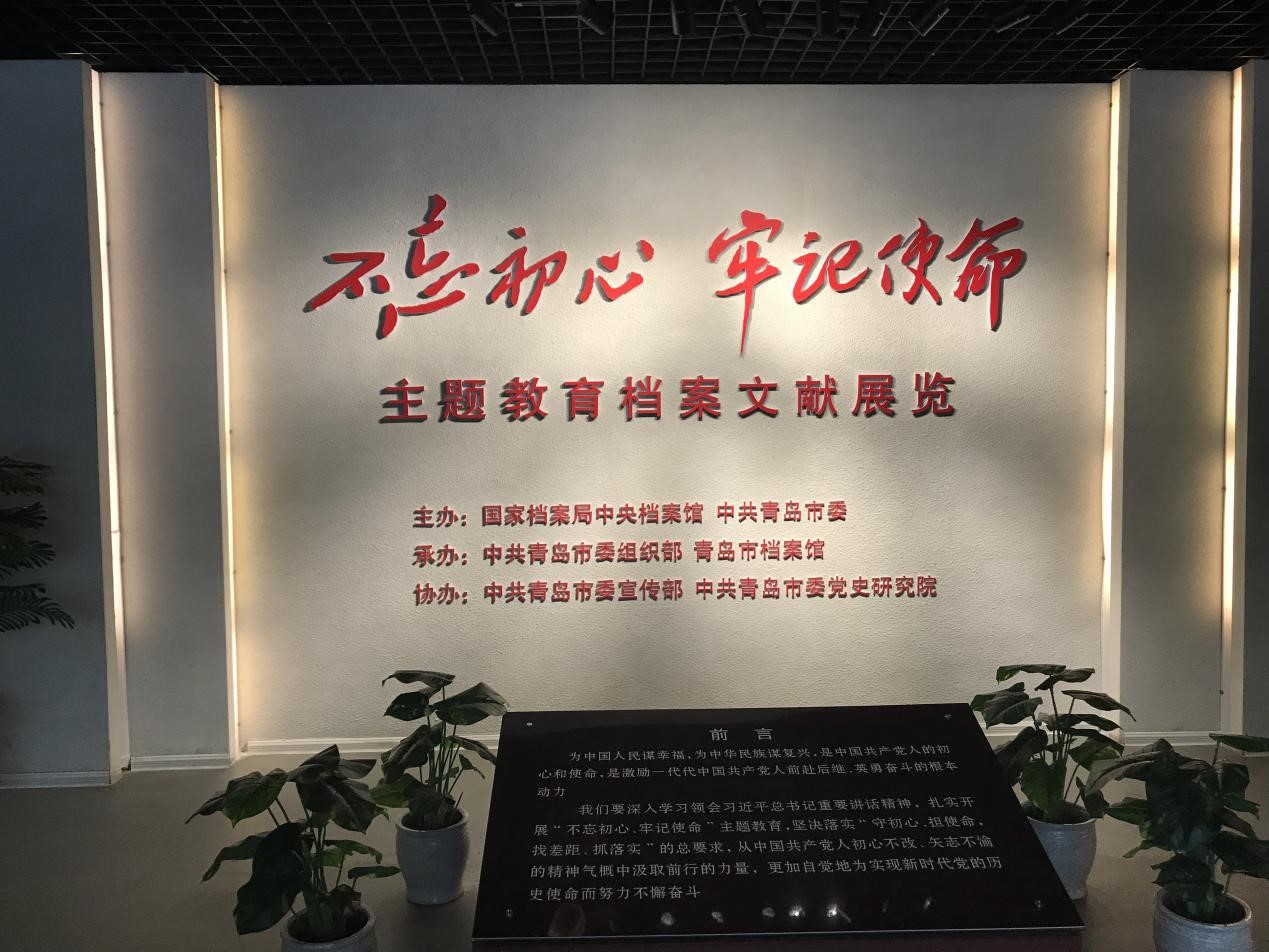 不忘初心 牢记使命
主题教育档案文献展览
主办：国家档案局中央档案馆 中共青岛市委
承办：中共青岛市委组织部 青岛市档案馆
协办：中共青岛市委宣传部 中共青岛市委党史研究院
前 言
为中国人民谋幸福，为中华民族谋复兴，是中国共产党人的初
心和使命，是激励一代代中国共产党人前赴后继、英勇奋斗的根本
动力
我们要深入学习领会习近平总书记重要讲话精神，扎实开
展“不忘初心、牢记使命”主题教育，坚决落实“守初心、担使命，
找差距、抓落实”的总要求，从中国共产党人初心不改、矢志不渝
的精神气概中汲取前行的力量，更加自觉地为实现新时代党的历
史使命而努力不懈奋斗